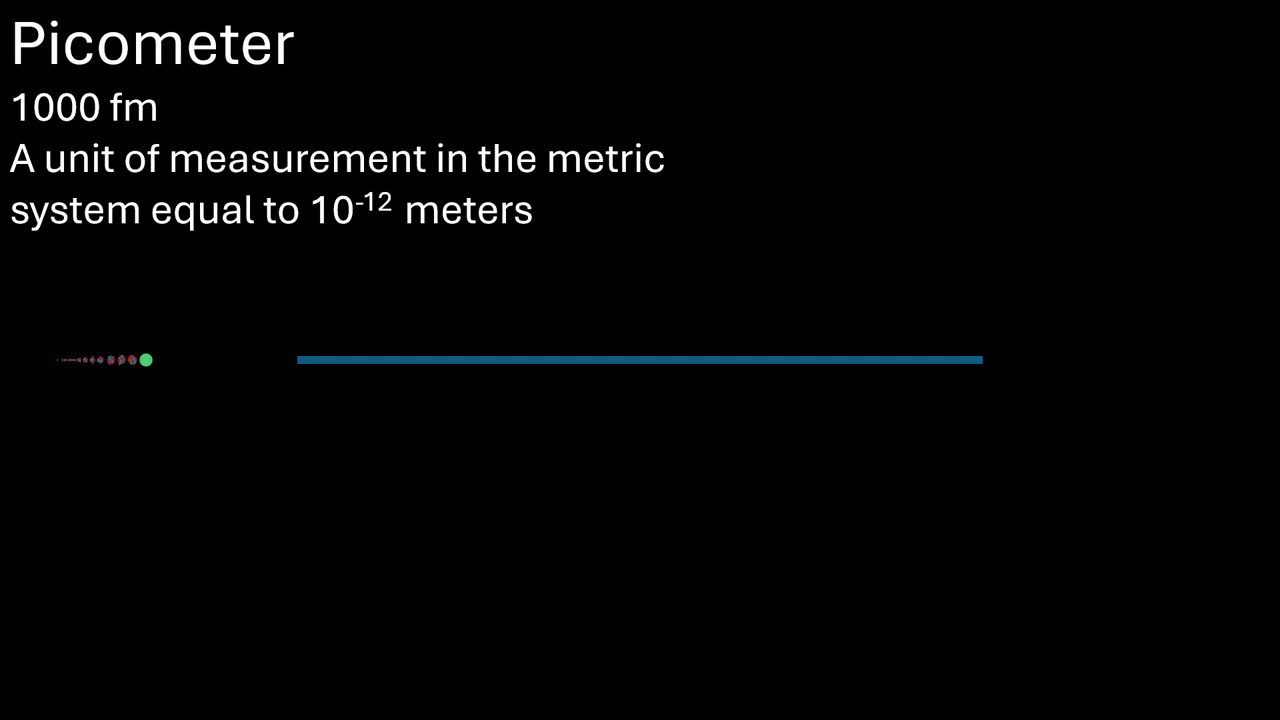 Picometer
1000 fm
A unit of measurement in the metric
system equal to 10⁻¹² meters